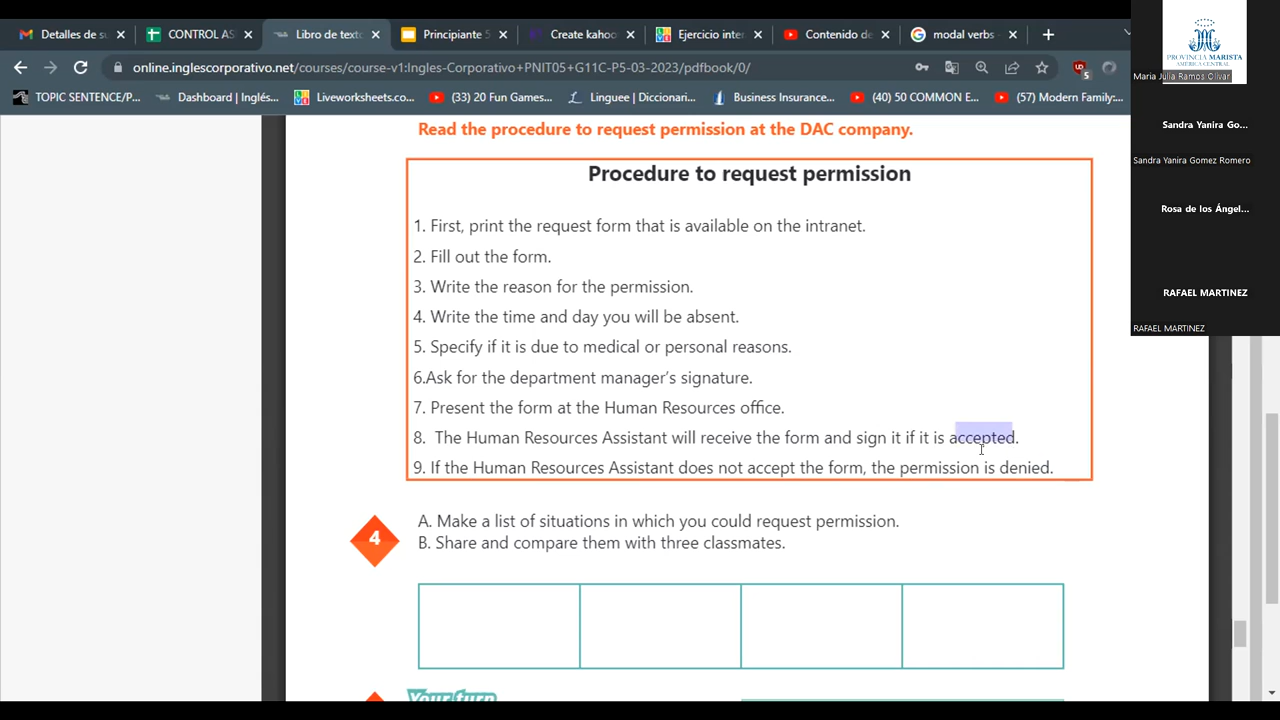 Detalles de su
CONTROL AS
Libro de text
Principiante 5
Create kahoo
Ejercicio inte
Contenido de
modal verbs -
online.inglescorporativo.net/courses/course-v1:Ingles-Cor
IT05+G11C-P5-03-2023/pdfbook/0/
TOPIC SENTENCE/P...
Dashboard | Inglés...
Liveworksheets.co...
(33) 20 Fun Games...
Linguee | Diccionari...
Business Insurance...
(40) 50 COMMON E...
(57) Modern Family:...
PROVINCIA MARISTA
AMÉRICA CENTRAL
Maria Julia Ramos Olivar
Sandra Yanira Go...
Sandra Yanira Gomez Romero
Rosa de los Ángel...
RAFAEL MARTINEZ
RAFAEL MARTINEZ
Read the procedure to request permission at the DAC company.
Procedure to request permission
1. First, print the request form that is available on the intranet.
2. Fill out the form.
3. Write the reason for the permission.
4. Write the time and day you will be absent.
5. Specify if it is due to medical or personal reasons.
6.Ask for the department manager's signature.
7. Present the form at the Human Resources office.
8. The Human Resources Assistant will receive the form and sign it if it is accepted.
9. If the Human Resources Assistant does not accept the form, the permission is denied.
4
A. Make a list of situations in which you could request permission.
B. Share and compare them with three classmates.
Your turn